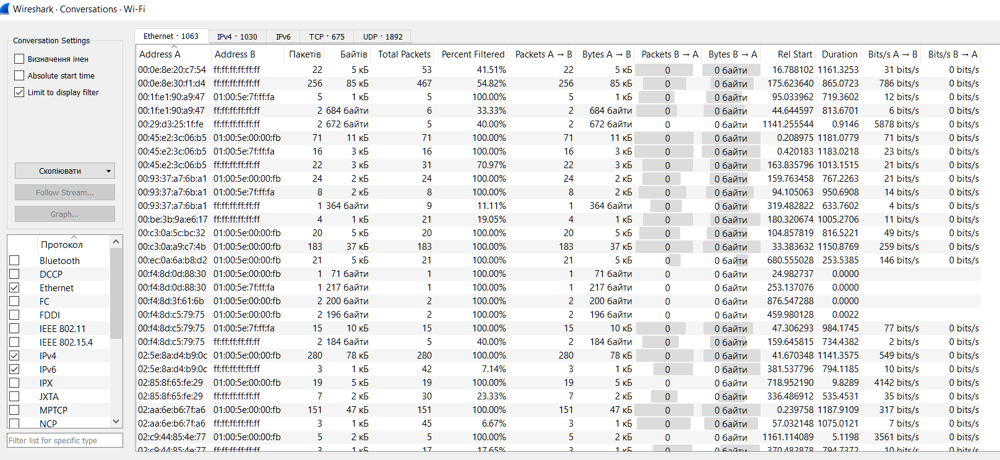 Wireshark · Conversations · Wi-Fi
Conversation Settings
Визначення імен
Absolute start time
Limit to display filter
Скопіювати
Follow Stream...
Graph...
Протокол
Bluetooth
DCCP
Ethernet
FC
FDDI
IEEE 802.11
IEEE 802.15.4
IPv4
IPv6
IPX
JXTA
MPTCP
NCP
Filter list for specific type
Ethernet · 1063 IPv4 · 1030 IPv6 TCP · 675 UDP · 1892
Address A Address B Пакетів Байтів Total Packets Percent Filtered Packets A → B Bytes A → B Packets B → A Bytes B → A Rel Start Duration Bits/s A → B Bits/s B → A
00:0e:8e:20:c7:54 ff:ff:ff:ff:ff:ff 22 5 кБ 53 41.51% 22 5 кБ 0 0 байти 16.788102 1161.3253 31 bits/s 0 bits/s
00:0e:8e:30:f1:d4 ff:ff:ff:ff:ff:ff 256 85 кБ 467 54.82% 256 85 кБ 0 0 байти 175.623640 865.0723 786 bits/s 0 bits/s
00:1f:e1:90:a9:47 01:00:5e:7f:ff:fa 5 1 кБ 5 100.00% 5 1 кБ 0 0 байти 95.033962 719.3602 12 bits/s 0 bits/s
00:1f:e1:90:a9:47 ff:ff:ff:ff:ff:ff 2 684 байти 6 33.33% 2 684 байти 0 0 байти 44.644597 813.6701 6 bits/s 0 bits/s
00:29:d3:25:1f:fe ff:ff:ff:ff:ff:ff 2 672 байти 5 40.00% 2 672 байти 0 0 байти 1141.255544 0.9146 5878 bits/s 0 bits/s
00:45:e2:3c:06:b5 01:00:5e:00:00:fb 71 11 кБ 71 100.00% 71 11 кБ 0 0 байти 0.208975 1181.0779 71 bits/s 0 bits/s
00:45:e2:3c:06:b5 01:00:5e:7f:ff:fa 16 3 кБ 16 100.00% 16 3 кБ 0 0 байти 0.420183 1183.0218 23 bits/s 0 bits/s
00:45:e2:3c:06:b5 ff:ff:ff:ff:ff:ff 22 3 кБ 31 70.97% 22 3 кБ 0 0 байти 163.835796 1013.1515 21 bits/s 0 bits/s
00:93:37:a7:6b:a1 01:00:5e:00:00:fb 24 2 кБ 24 100.00% 24 2 кБ 0 0 байти 159.763458 767.2263 21 bits/s 0 bits/s
00:93:37:a7:6b:a1 01:00:5e:7f:ff:fa 8 2 кБ 8 100.00% 8 2 кБ 0 0 байти 94.105063 950.6908 14 bits/s 0 bits/s
00:93:37:a7:6b:a1 ff:ff:ff:ff:ff:ff 1 364 байти 9 11.11% 1 364 байти 0 0 байти 319.482822 633.7602 4 bits/s 0 bits/s
00:be:3b:9a:e6:17 ff:ff:ff:ff:ff:ff 4 1 кБ 21 19.05% 4 1 кБ 0 0 байти 180.320674 1005.2706 11 bits/s 0 bits/s
00:c3:0a:5c:bc:32 01:00:5e:00:00:fb 20 5 кБ 20 100.00% 20 5 кБ 0 0 байти 104.857819 816.5221 49 bits/s 0 bits/s
00:c3:0a:a9:c7:4b 01:00:5e:00:00:fb 183 37 кБ 183 100.00% 183 37 кБ 0 0 байти 33.383632 1150.8769 259 bits/s 0 bits/s
00:ec:0a:6a:b8:d2 01:00:5e:00:00:fb 21 5 кБ 21 100.00% 21 5 кБ 0 0 байти 680.555028 253.5385 146 bits/s 0 bits/s
00:f4:8d:0d:88:30 01:00:5e:00:00:fb 1 71 байти 1 100.00% 1 71 байти 0 0 байти 24.982737 0.0000
00:f4:8d:0d:88:30 01:00:5e:7f:ff:fa 1 217 байти 1 100.00% 1 217 байти 0 0 байти 253.137076 0.0000
00:f4:8d:3f:61:6b 01:00:5e:00:00:fb 2 200 байти 2 100.00% 2 200 байти 0 0 байти 876.547288 0.0000
00:f4:8d:c5:79:75 01:00:5e:00:00:fb 2 196 байти 2 100.00% 2 196 байти 0 0 байти 459.980128 0.0022
00:f4:8d:c5:79:75 01:00:5e:7f:ff:fa 15 10 кБ 15 100.00% 15 10 кБ 0 0 байти 47.306293 984.1745 77 bits/s 0 bits/s
00:f4:8d:c5:79:75 ff:ff:ff:ff:ff:ff 2 184 байти 5 40.00% 2 184 байти 0 0 байти 159.645815 734.4382 2 bits/s 0 bits/s
02:5e:8a:d4:b9:0c 01:00:5e:00:00:fb 280 78 кБ 280 100.00% 280 78 кБ 0 0 байти 41.670348 1141.3575 549 bits/s 0 bits/s
02:5e:8a:d4:b9:0c ff:ff:ff:ff:ff:ff 3 1 кБ 42 7.14% 3 1 кБ 0 0 байти 381.537796 794.1185 10 bits/s 0 bits/s
02:85:8f:65:fe:29 01:00:5e:00:00:fb 19 5 кБ 19 100.00% 19 5 кБ 0 0 байти 718.952190 9.8289 4142 bits/s 0 bits/s
02:85:8f:65:fe:29 ff:ff:ff:ff:ff:ff 7 2 кБ 30 23.33% 7 2 кБ 0 0 байти 336.486912 535.4531 35 bits/s 0 bits/s
02:aa:6e:b6:7f:a6 01:00:5e:00:00:fb 151 47 кБ 151 100.00% 151 47 кБ 0 0 байти 0.239758 1187.9109 317 bits/s 0 bits/s
02:aa:6e:b6:7f:a6 ff:ff:ff:ff:ff:ff 3 1 кБ 45 6.67% 3 1 кБ 0 0 байти 57.032148 1075.0121 7 bits/s 0 bits/s
02:c9:44:85:4e:77 01:00:5e:00:00:fb 5 2 кБ 5 100.00% 5 2 кБ 0 0 байти 1161.114089 5.1198 3561 bits/s 0 bits/s
02:c9:44:85:4e:77 ff:ff:ff:ff:ff:ff 3 1 кБ 17 17.65% 3 1 кБ 0 0 байти 370.482878 794.7372 10 bits/s 0 bits/s